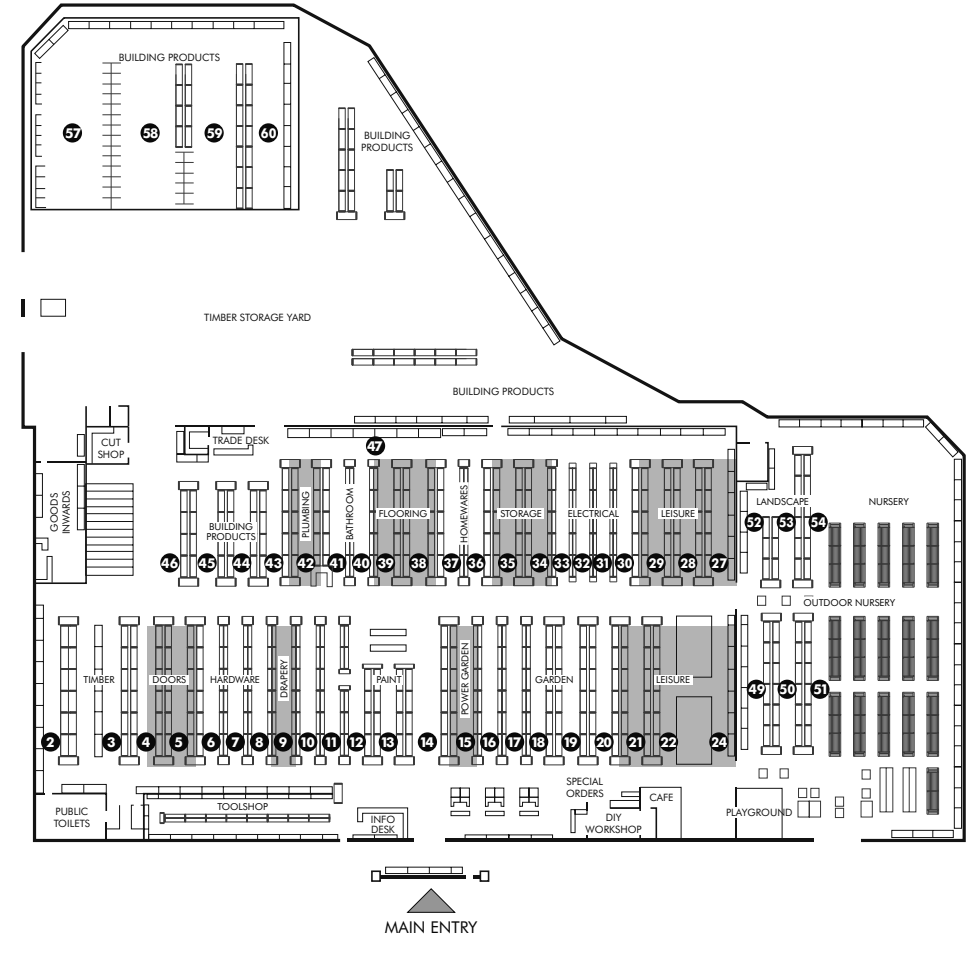 BUILDING PRODUCTS
57 58 59 60
BUILDING
PRODUCTS
TIMBER STORAGE YARD
BUILDING PRODUCTS
CUT
SHOP
TRADE DESK
47
GOODS
INWARDS
BUILDING
PRODUCTS
PLUMBING
BATHROOM
FLOORING
HOMEWARES
STORAGE
ELECTRICAL
LEISURE
LANDSCAPE
NURSERY
52 53 54
46 45 44 43 42 41 40 39 38 37 36 35 34 33 32 31 30 29 28 27
OUTDOOR NURSERY
TIMBER
DOORS
HARDWARE
DRAPERY
PAINT
POWER GARDEN
GARDEN
LEISURE
49 50 51
2 3 4 5 6 7 8 9 10 11 12 13 14 15 16 17 18 19 20 21 22 24
PUBLIC
TOILETS
TOOLSHOP
INFO
DESK
SPECIAL
ORDERS
DIY
WORKSHOP
CAFE
PLAYGROUND
MAIN ENTRY